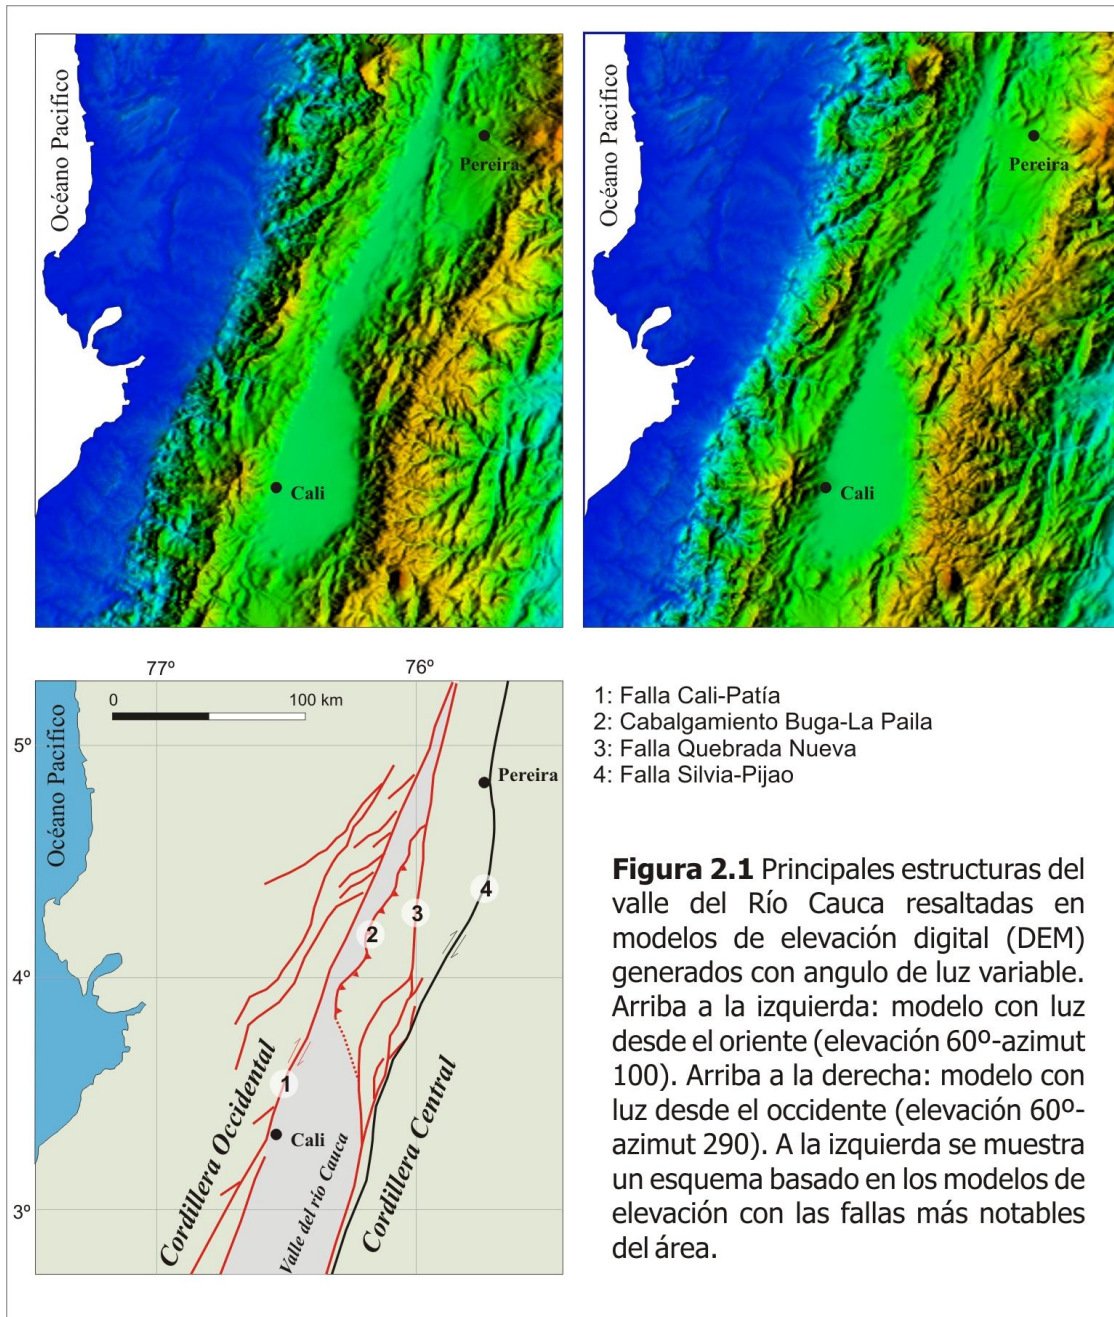 Océano Pacifico
Pereira
Cali
Océano Pacifico
Pereira
Cali
77º
76º
0
100 km
5º
4º
3º
Océano Pacifico
Pereira
4
3
2
1
Cali
Cordillera Occidental
Valle del río Cauca
Cordillera Central
1: Falla Cali-Patía
2: Cabalgamiento Buga-La Paila
3: Falla Quebrada Nueva
4: Falla Silvia-Pijao
Figura 2.1 Principales estructuras del
valle del Río Cauca resaltadas en
modelos de elevación digital (DEM)
generados con angulo de luz variable.
Arriba a la izquierda: modelo con luz
desde el oriente (elevación 60º-azimut
100). Arriba a la derecha: modelo con
luz desde el occidente (elevación 60º-
azimut 290). A la izquierda se muestra
un esquema basado en los modelos de
elevación con las fallas más notables
del área.